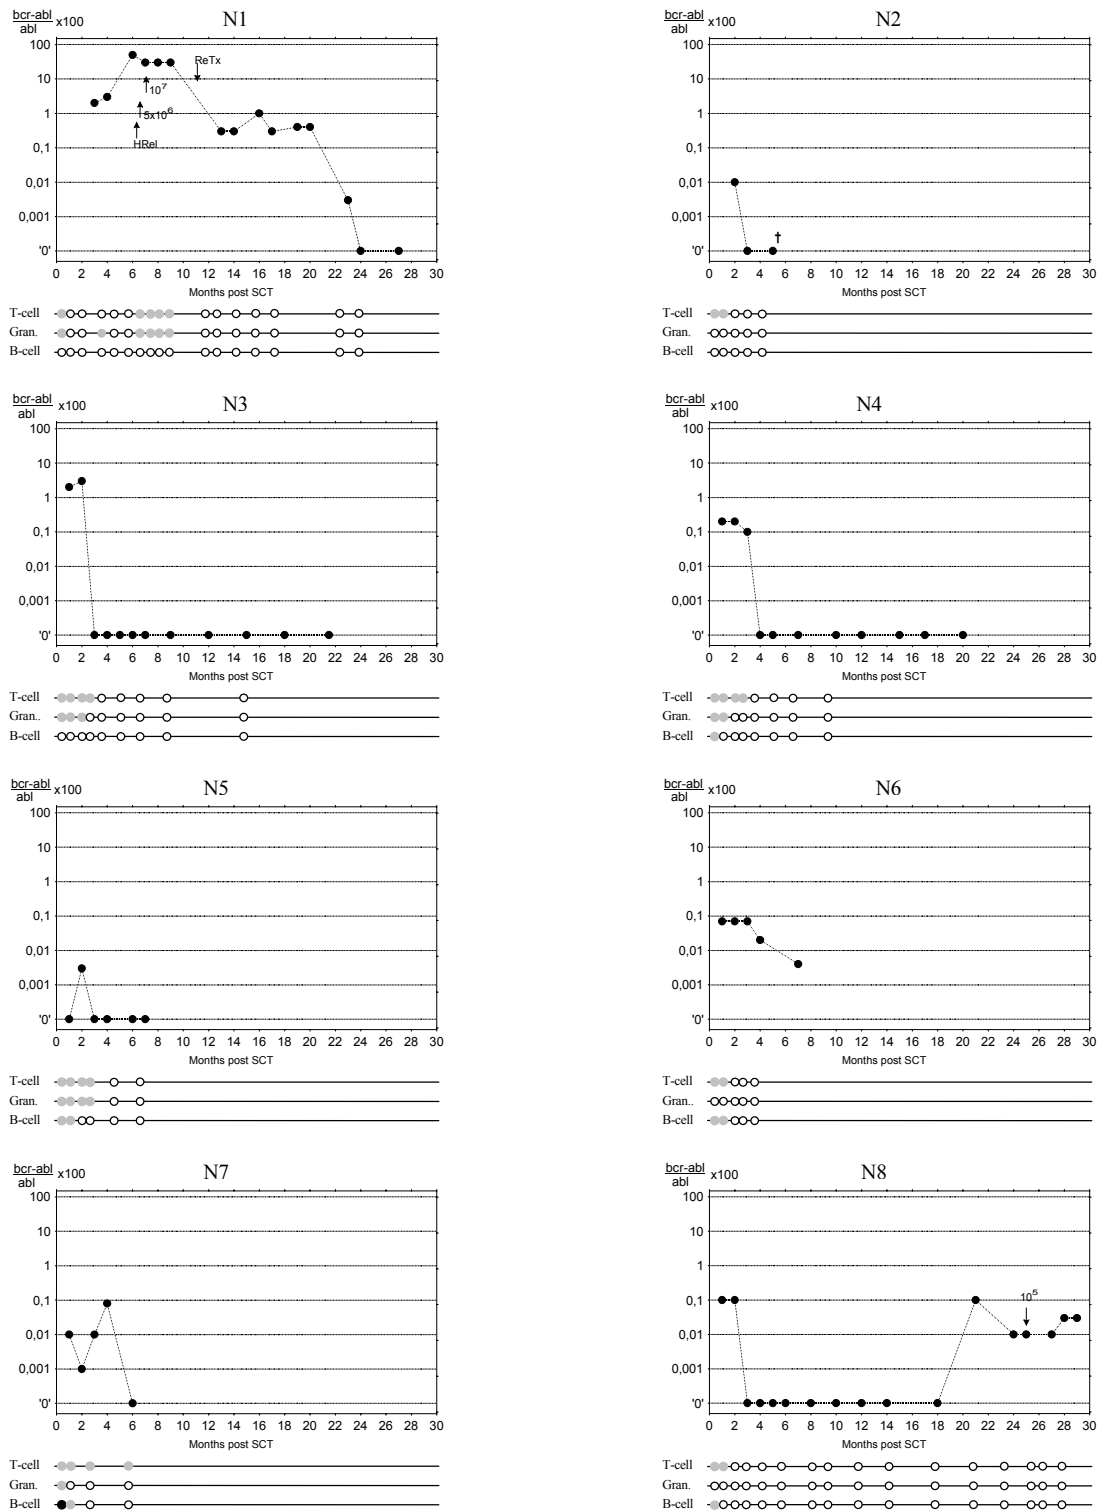 bcr-abl x100 N1
abl
100
10
1
0,1
0,01
0,001
'0'
ReTx
10⁷
5x10⁶
HRel
0 2 4 6 8 10 12 14 16 18 20 22 24 26 28 30
Months post SCT
T-cell
Gran.
B-cell
bcr-abl x100 N2
abl
100
10
1
0,1
0,01
0,001
'0'
†
0 2 4 6 8 10 12 14 16 18 20 22 24 26 28 30
Months post SCT
T-cell
Gran.
B-cell
bcr-abl x100 N3
abl
100
10
1
0,1
0,01
0,001
'0'
0 2 4 6 8 10 12 14 16 18 20 22 24 26 28 30
Months post SCT
T-cell
Gran..
B-cell
bcr-abl x100 N4
abl
100
10
1
0,1
0,01
0,001
'0'
0 2 4 6 8 10 12 14 16 18 20 22 24 26 28 30
Months post SCT
T-cell
Gran..
B-cell
bcr-abl x100 N5
abl
100
10
1
0,1
0,01
0,001
'0'
0 2 4 6 8 10 12 14 16 18 20 22 24 26 28 30
Months post SCT
T-cell
Gran.
B-cell
bcr-abl x100 N6
abl
100
10
1
0,1
0,01
0,001
'0'
0 2 4 6 8 10 12 14 16 18 20 22 24 26 28 30
Months post SCT
T-cell
Gran..
B-cell
bcr-abl x100 N7
abl
100
10
1
0,1
0,01
0,001
'0'
0 2 4 6 8 10 12 14 16 18 20 22 24 26 28 30
Months post SCT
T-cell
Gran.
B-cell
bcr-abl x100 N8
abl
100
10
1
0,1
0,01
0,001
'0'
10⁵
0 2 4 6 8 10 12 14 16 18 20 22 24 26 28 30
Months post SCT
T-cell
Gran.
B-cell